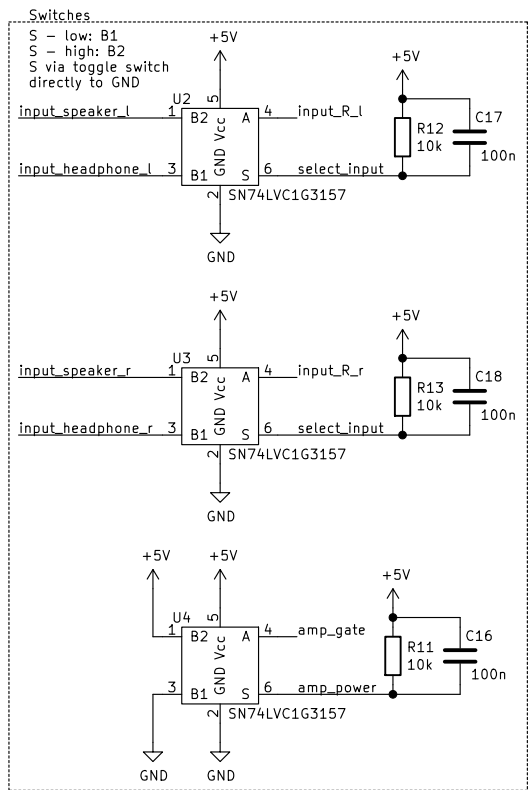 Switches
S – low: B1
S – high: B2
S via toggle switch
directly to GND
+5V
+5V
U2
5
input_speaker_l
1
B2
Vcc
A
4
input_R_l
R12
10k
C17
100n
input_headphone_l
3
B1
GND
S
6
select_input
2
SN74LVC1G3157
GND
+5V
+5V
U3
5
input_speaker_r
1
B2
Vcc
A
4
input_R_r
R13
10k
C18
100n
input_headphone_r
3
B1
GND
S
6
select_input
2
SN74LVC1G3157
GND
+5V
+5V
+5V
U4
5
1
B2
Vcc
A
4
amp_gate
R11
10k
C16
100n
3
B1
GND
S
6
amp_power
2
SN74LVC1G3157
GND
GND